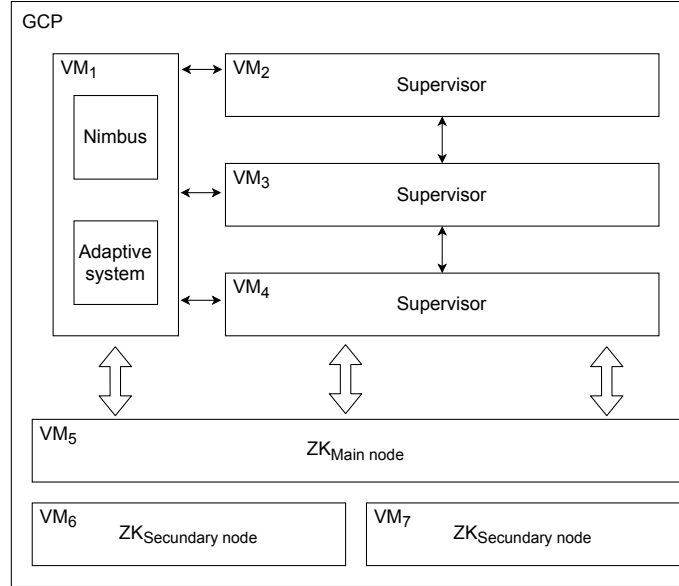 GCP
VM1
Nimbus
Adaptive
system
VM2
Supervisor
VM3
Supervisor
VM4
Supervisor
VM5
ZKMain node
VM6
ZKSecundary node
VM7
ZKSecundary node